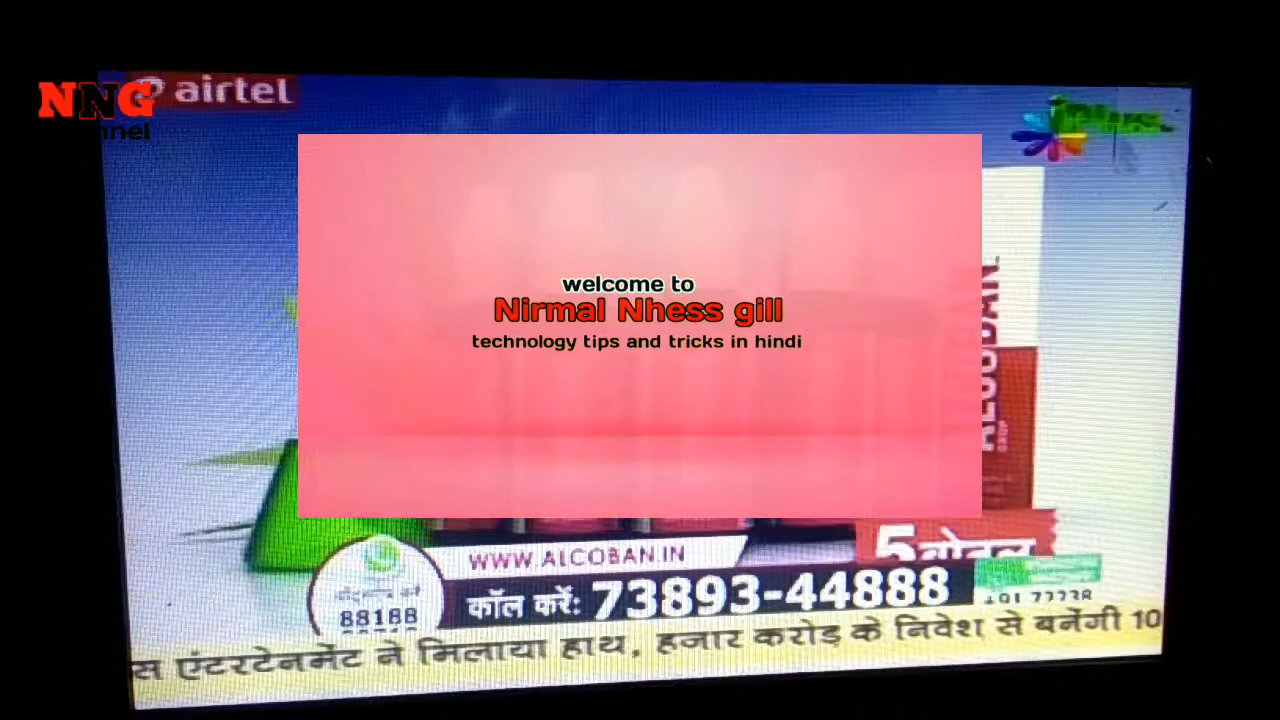 NNG
airtel
welcome to
Nirmal Nhess gill
technology tips and tricks in hindi
ALCOBAN
WWW.ALCOBAN.IN
5 बोतल
88188
कॉल करें: 73893-44888
स एंटरटेनमेंट ने मिलाया हाथ, हजार करोड़ के निवेश से बनेंगी 10